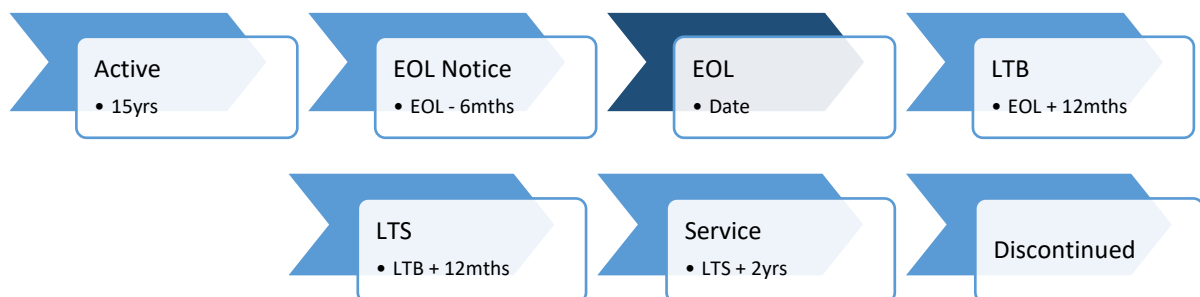 Active
• 15yrs
EOL Notice
• EOL - 6mths
EOL
• Date
LTB
• EOL + 12mths
LTS
• LTB + 12mths
Service
• LTS + 2yrs
Discontinued